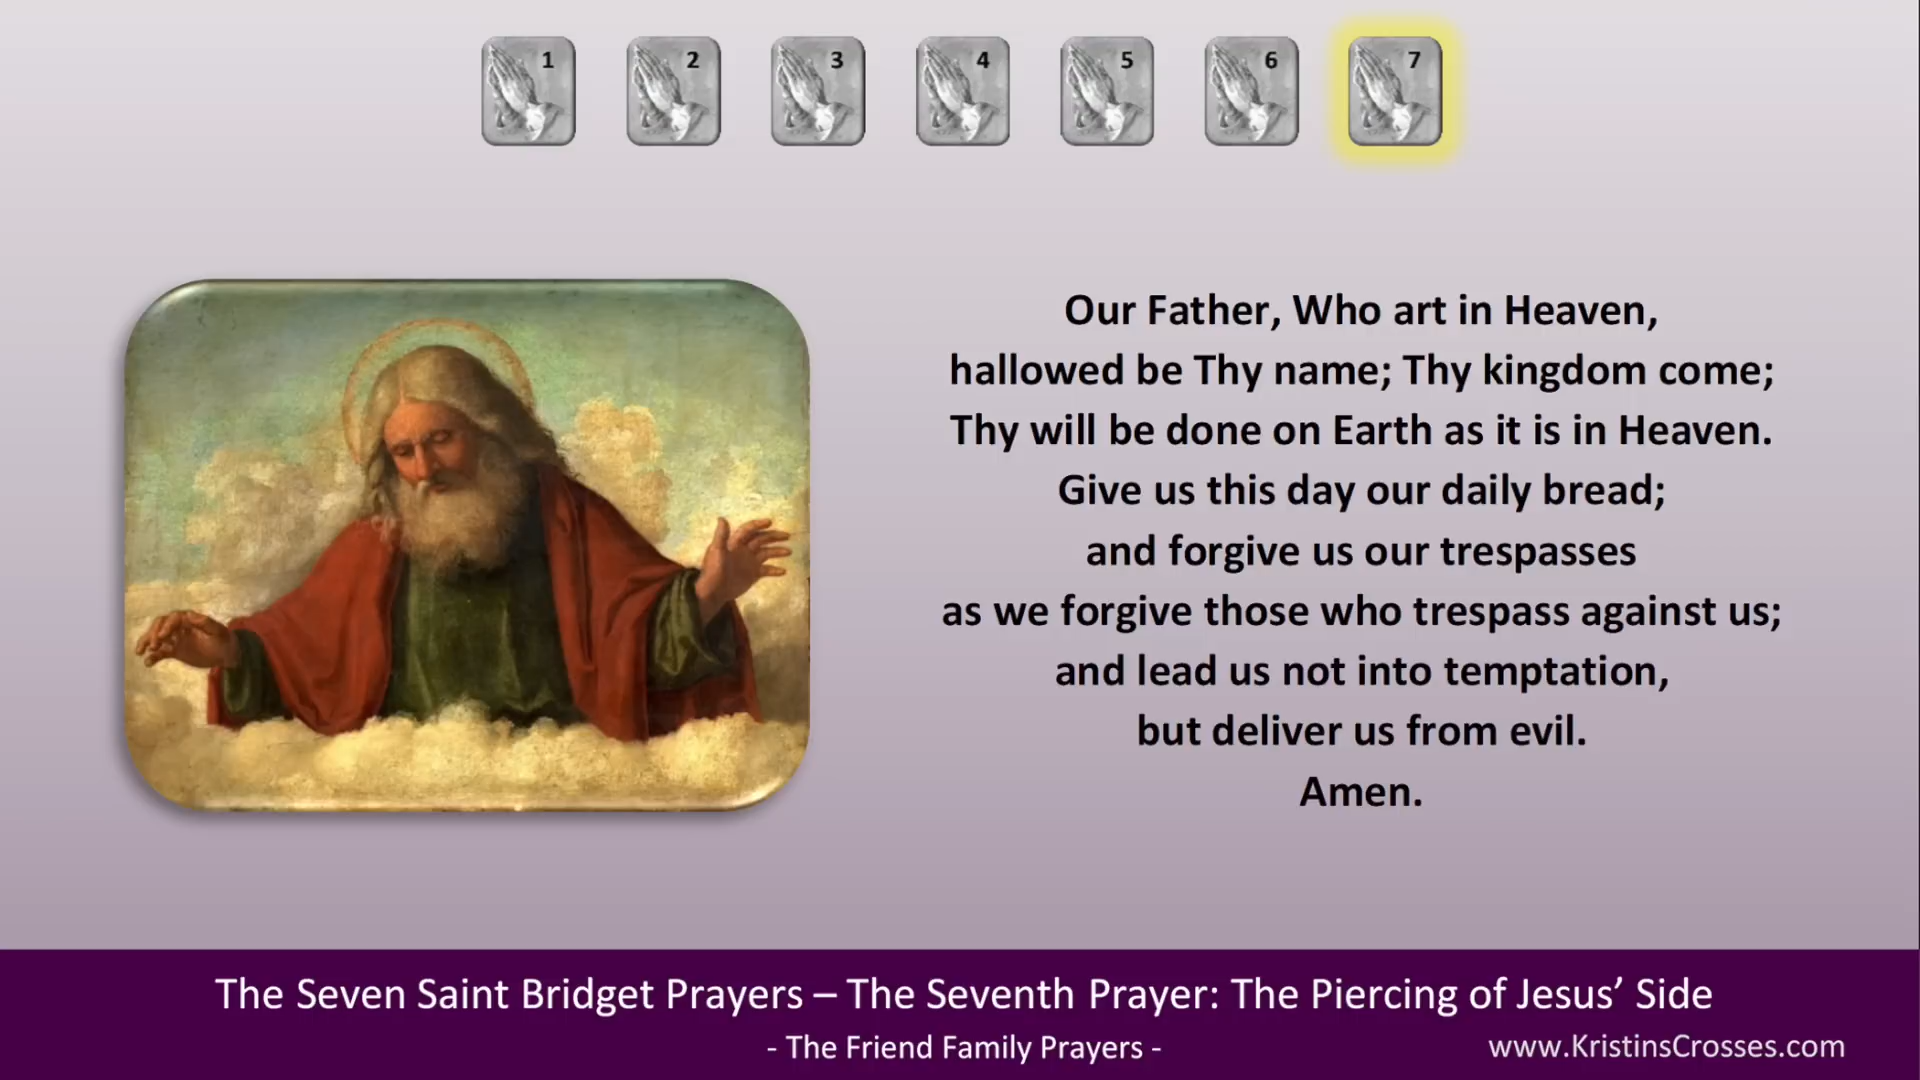 1 2 3 4 5 6 7
Our Father, Who art in Heaven,
hallowed be Thy name; Thy kingdom come;
Thy will be done on Earth as it is in Heaven.
Give us this day our daily bread;
and forgive us our trespasses
as we forgive those who trespass against us;
and lead us not into temptation,
but deliver us from evil.
Amen.
The Seven Saint Bridget Prayers – The Seventh Prayer: The Piercing of Jesus’ Side
- The Friend Family Prayers -
www.KristinsCrosses.com